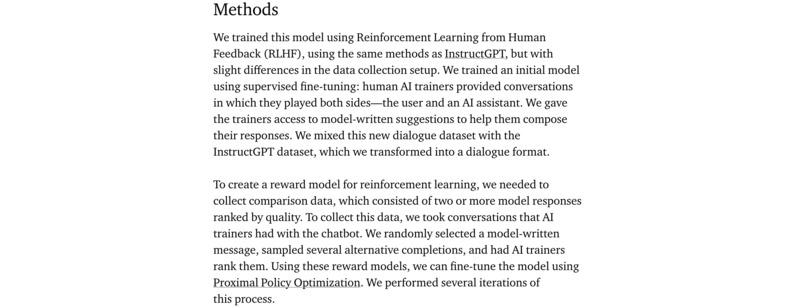 Methods
We trained this model using Reinforcement Learning from Human
Feedback (RLHF), using the same methods as InstructGPT, but with
slight differences in the data collection setup. We trained an initial model
using supervised fine-tuning: human AI trainers provided conversations
in which they played both sides—the user and an AI assistant. We gave
the trainers access to model-written suggestions to help them compose
their responses. We mixed this new dialogue dataset with the
InstructGPT dataset, which we transformed into a dialogue format.
To create a reward model for reinforcement learning, we needed to
collect comparison data, which consisted of two or more model responses
ranked by quality. To collect this data, we took conversations that AI
trainers had with the chatbot. We randomly selected a model-written
message, sampled several alternative completions, and had AI trainers
rank them. Using these reward models, we can fine-tune the model using
Proximal Policy Optimization. We performed several iterations of
this process.